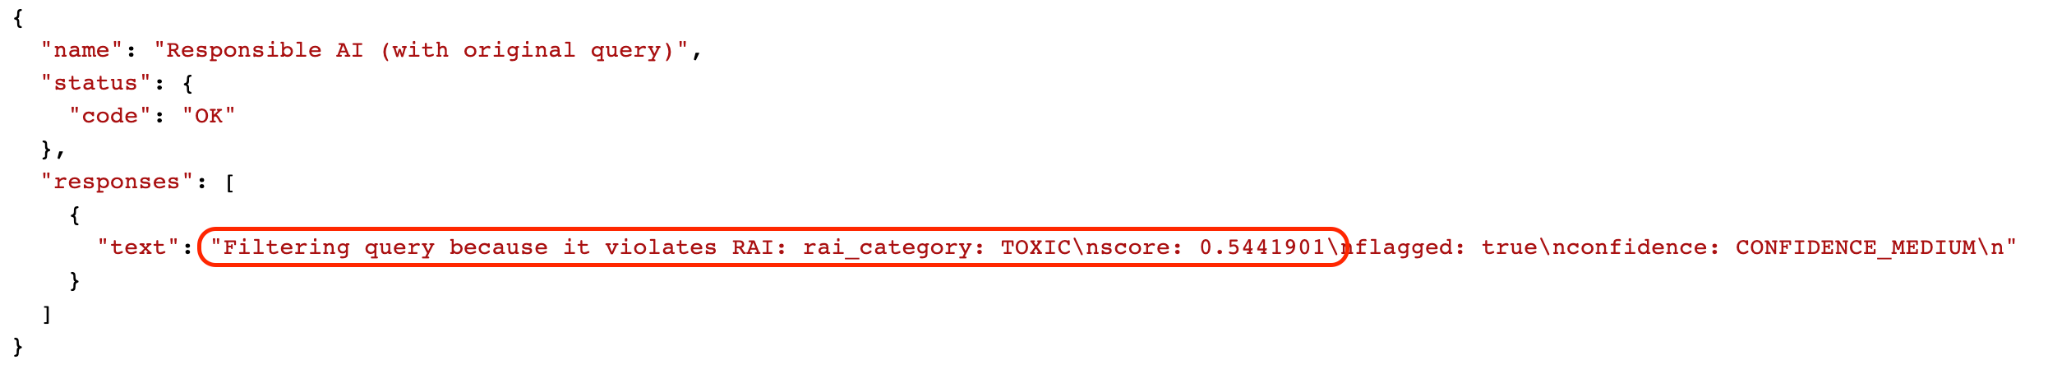 {
"name": "Responsible AI (with original query)",
"status": {
"code": "OK"
},
"responses": [
{
"text": "Filtering query because it violates RAI: rai_category: TOXIC\nscore: 0.5441901\nflagged: true\nconfidence: CONFIDENCE_MEDIUM\n"
}
]
}